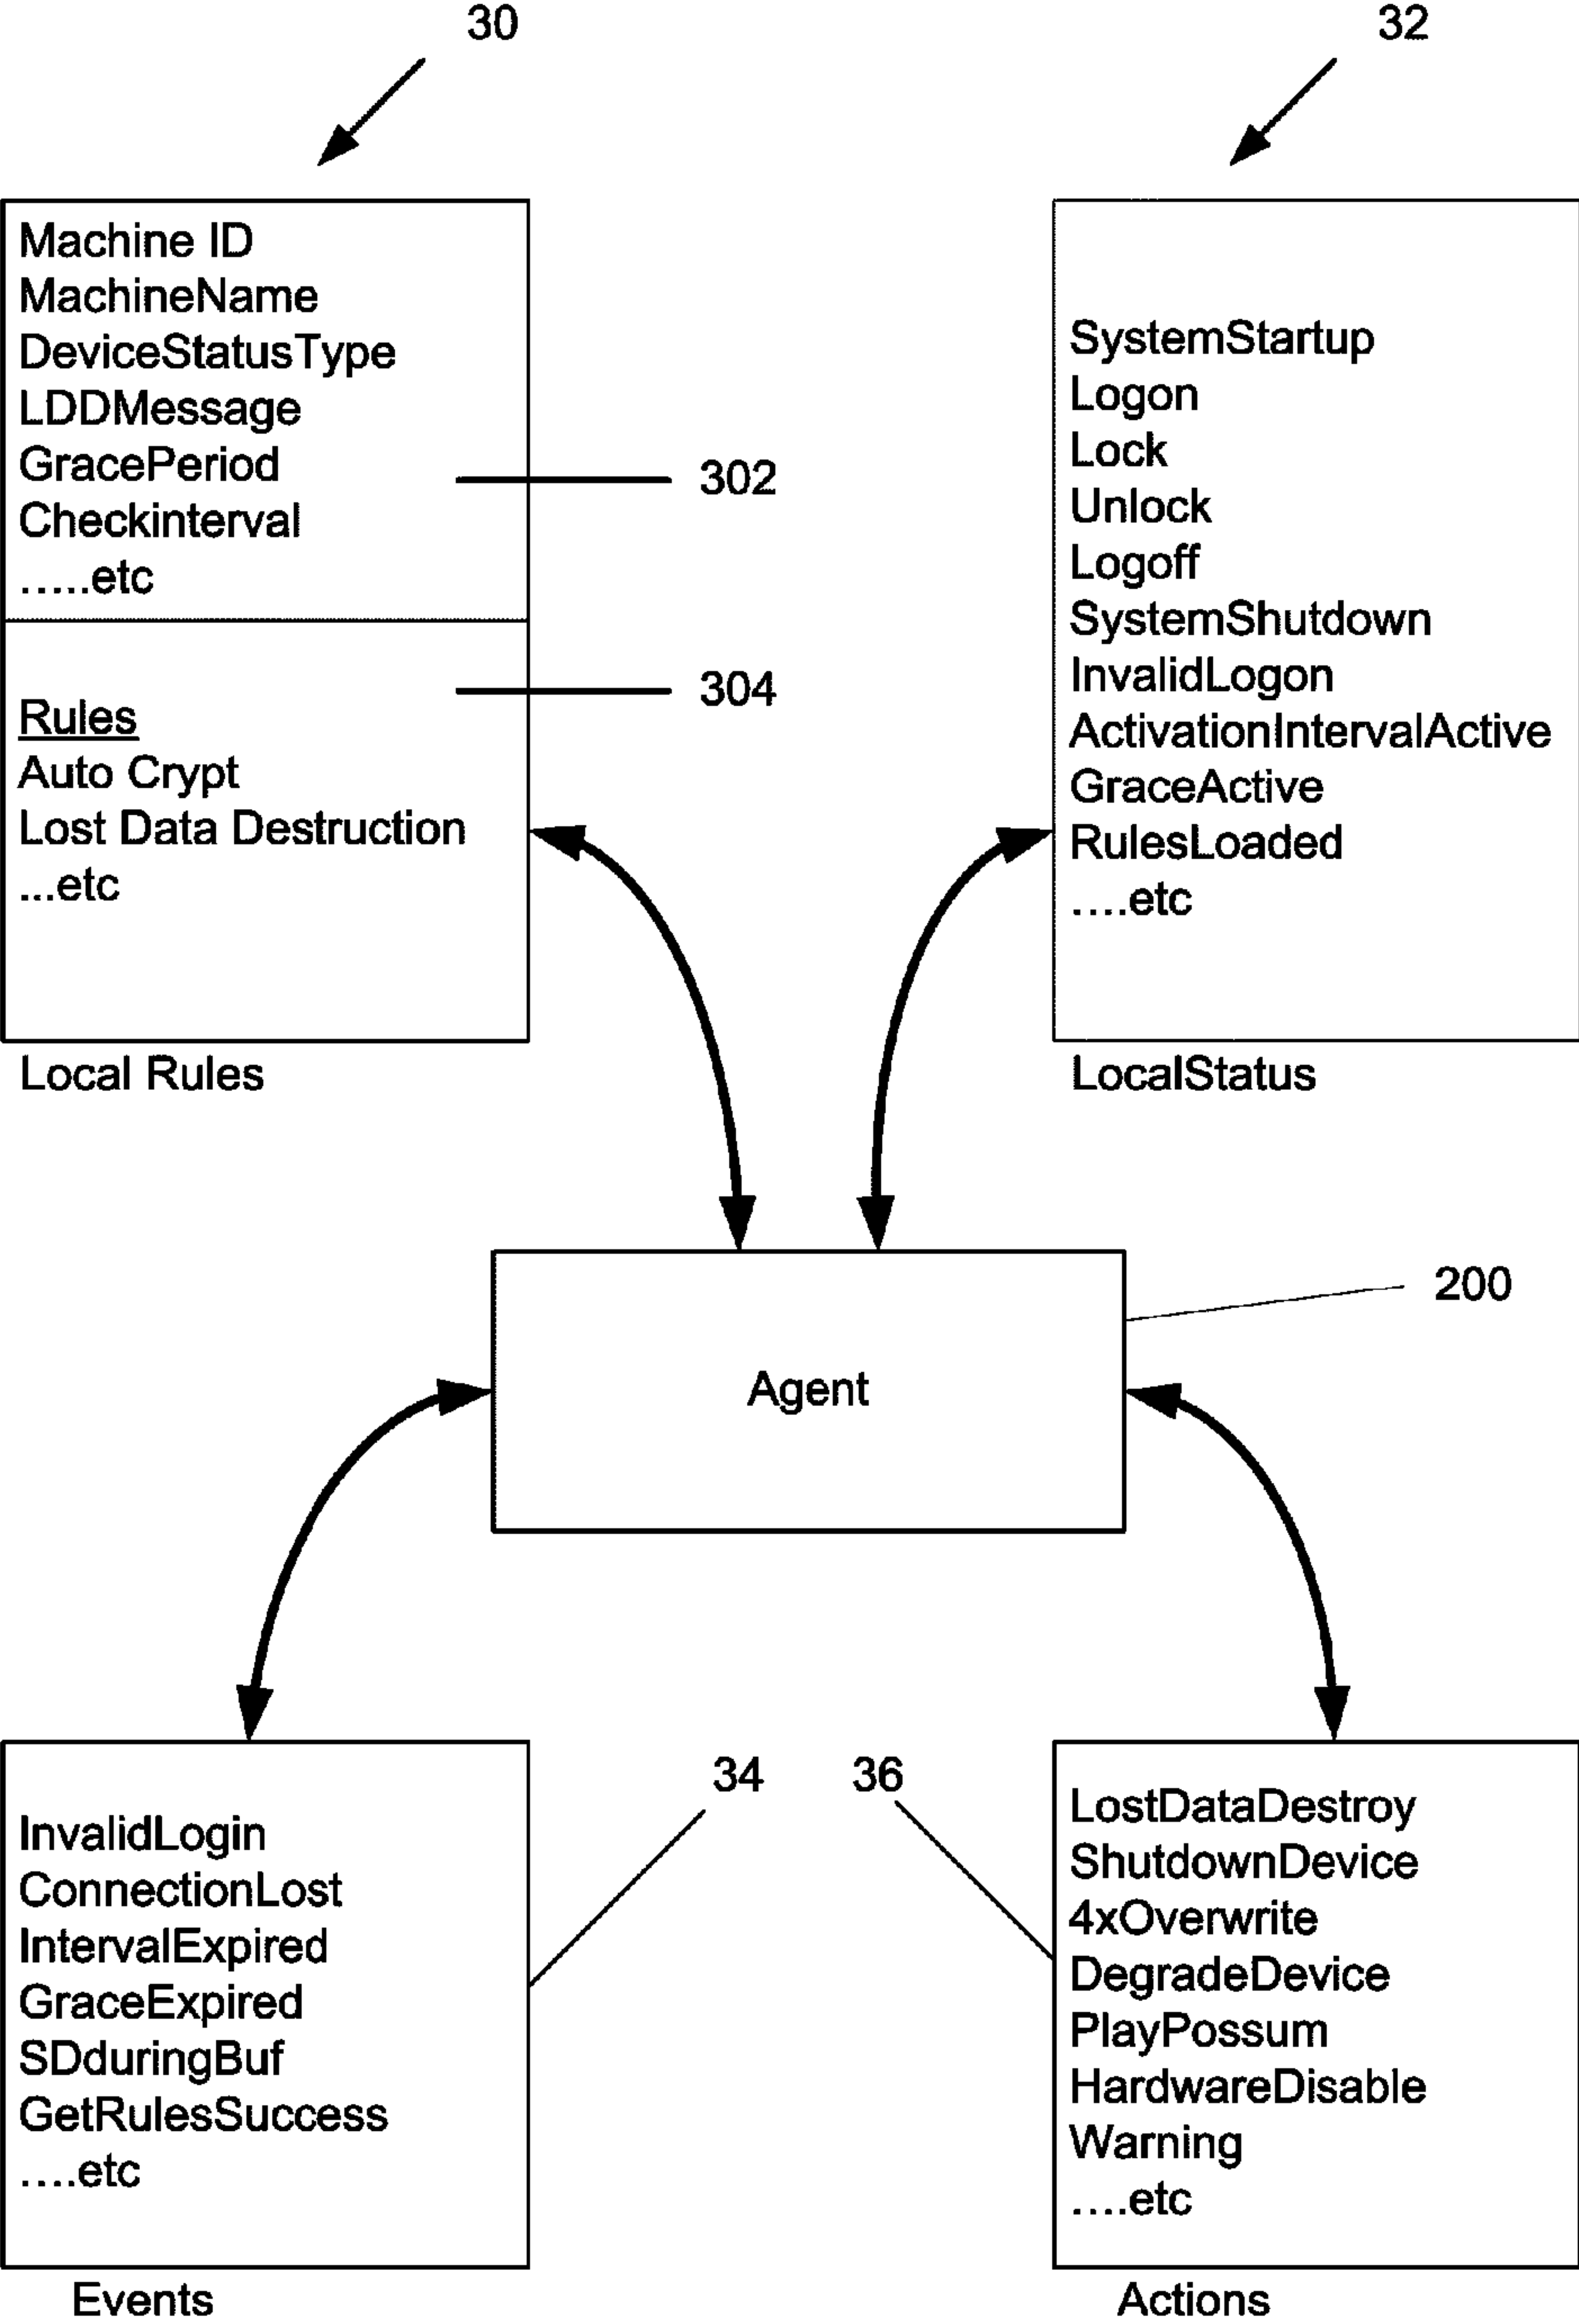 30
32
Machine ID
MachineName
DeviceStatusType
LDDMessage
GracePeriod
Checkinterval
.....etc
302
304
Rules
Auto Crypt
Lost Data Destruction
...etc
Local Rules
SystemStartup
Logon
Lock
Unlock
Logoff
SystemShutdown
InvalidLogon
ActivationIntervalActive
GraceActive
RulesLoaded
....etc
LocalStatus
200
Agent
34
36
InvalidLogin
ConnectionLost
IntervalExpired
GraceExpired
SDduringBuf
GetRulesSuccess
....etc
Events
LostDataDestroy
ShutdownDevice
4xOverwrite
DegradeDevice
PlayPossum
HardwareDisable
Warning
....etc
Actions